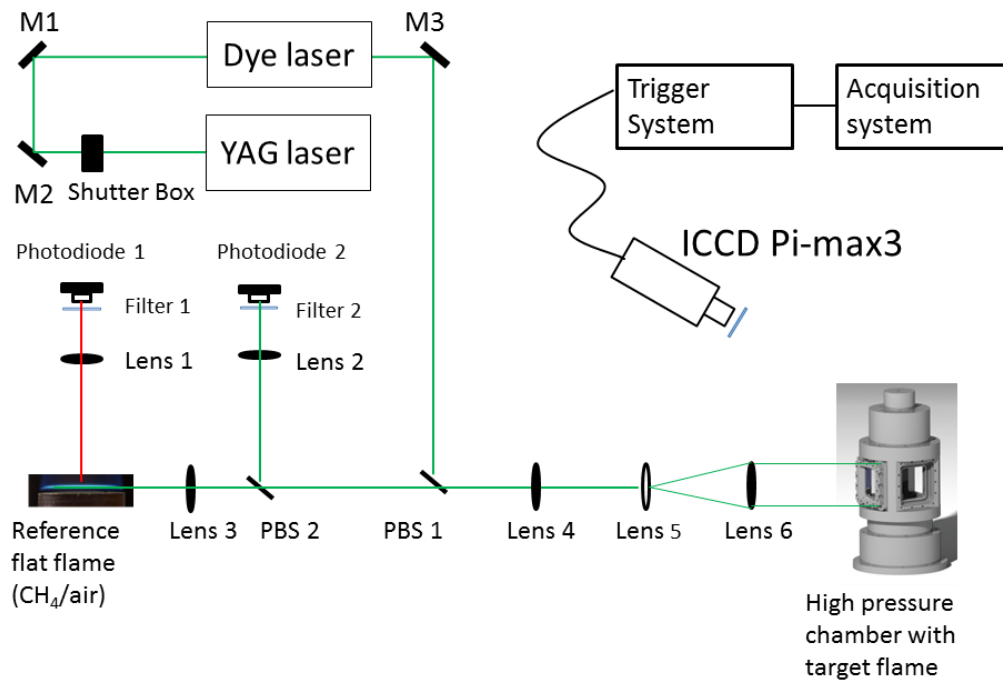 M1
M3
Dye laser
Trigger
System
Acquisition
system
YAG laser
M2
Shutter Box
ICCD Pi-max3
Photodiode 1
Photodiode 2
Filter 1
Filter 2
Lens 1
Lens 2
Reference
flat flame
(CH₄/air)
Lens 3
PBS 2
PBS 1
Lens 4
Lens 5
Lens 6
High pressure
chamber with
target flame